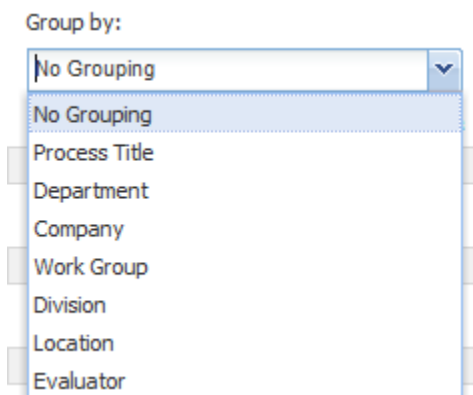 Group by:
No Grouping
No Grouping
Process Title
Department
Company
Work Group
Division
Location
Evaluator